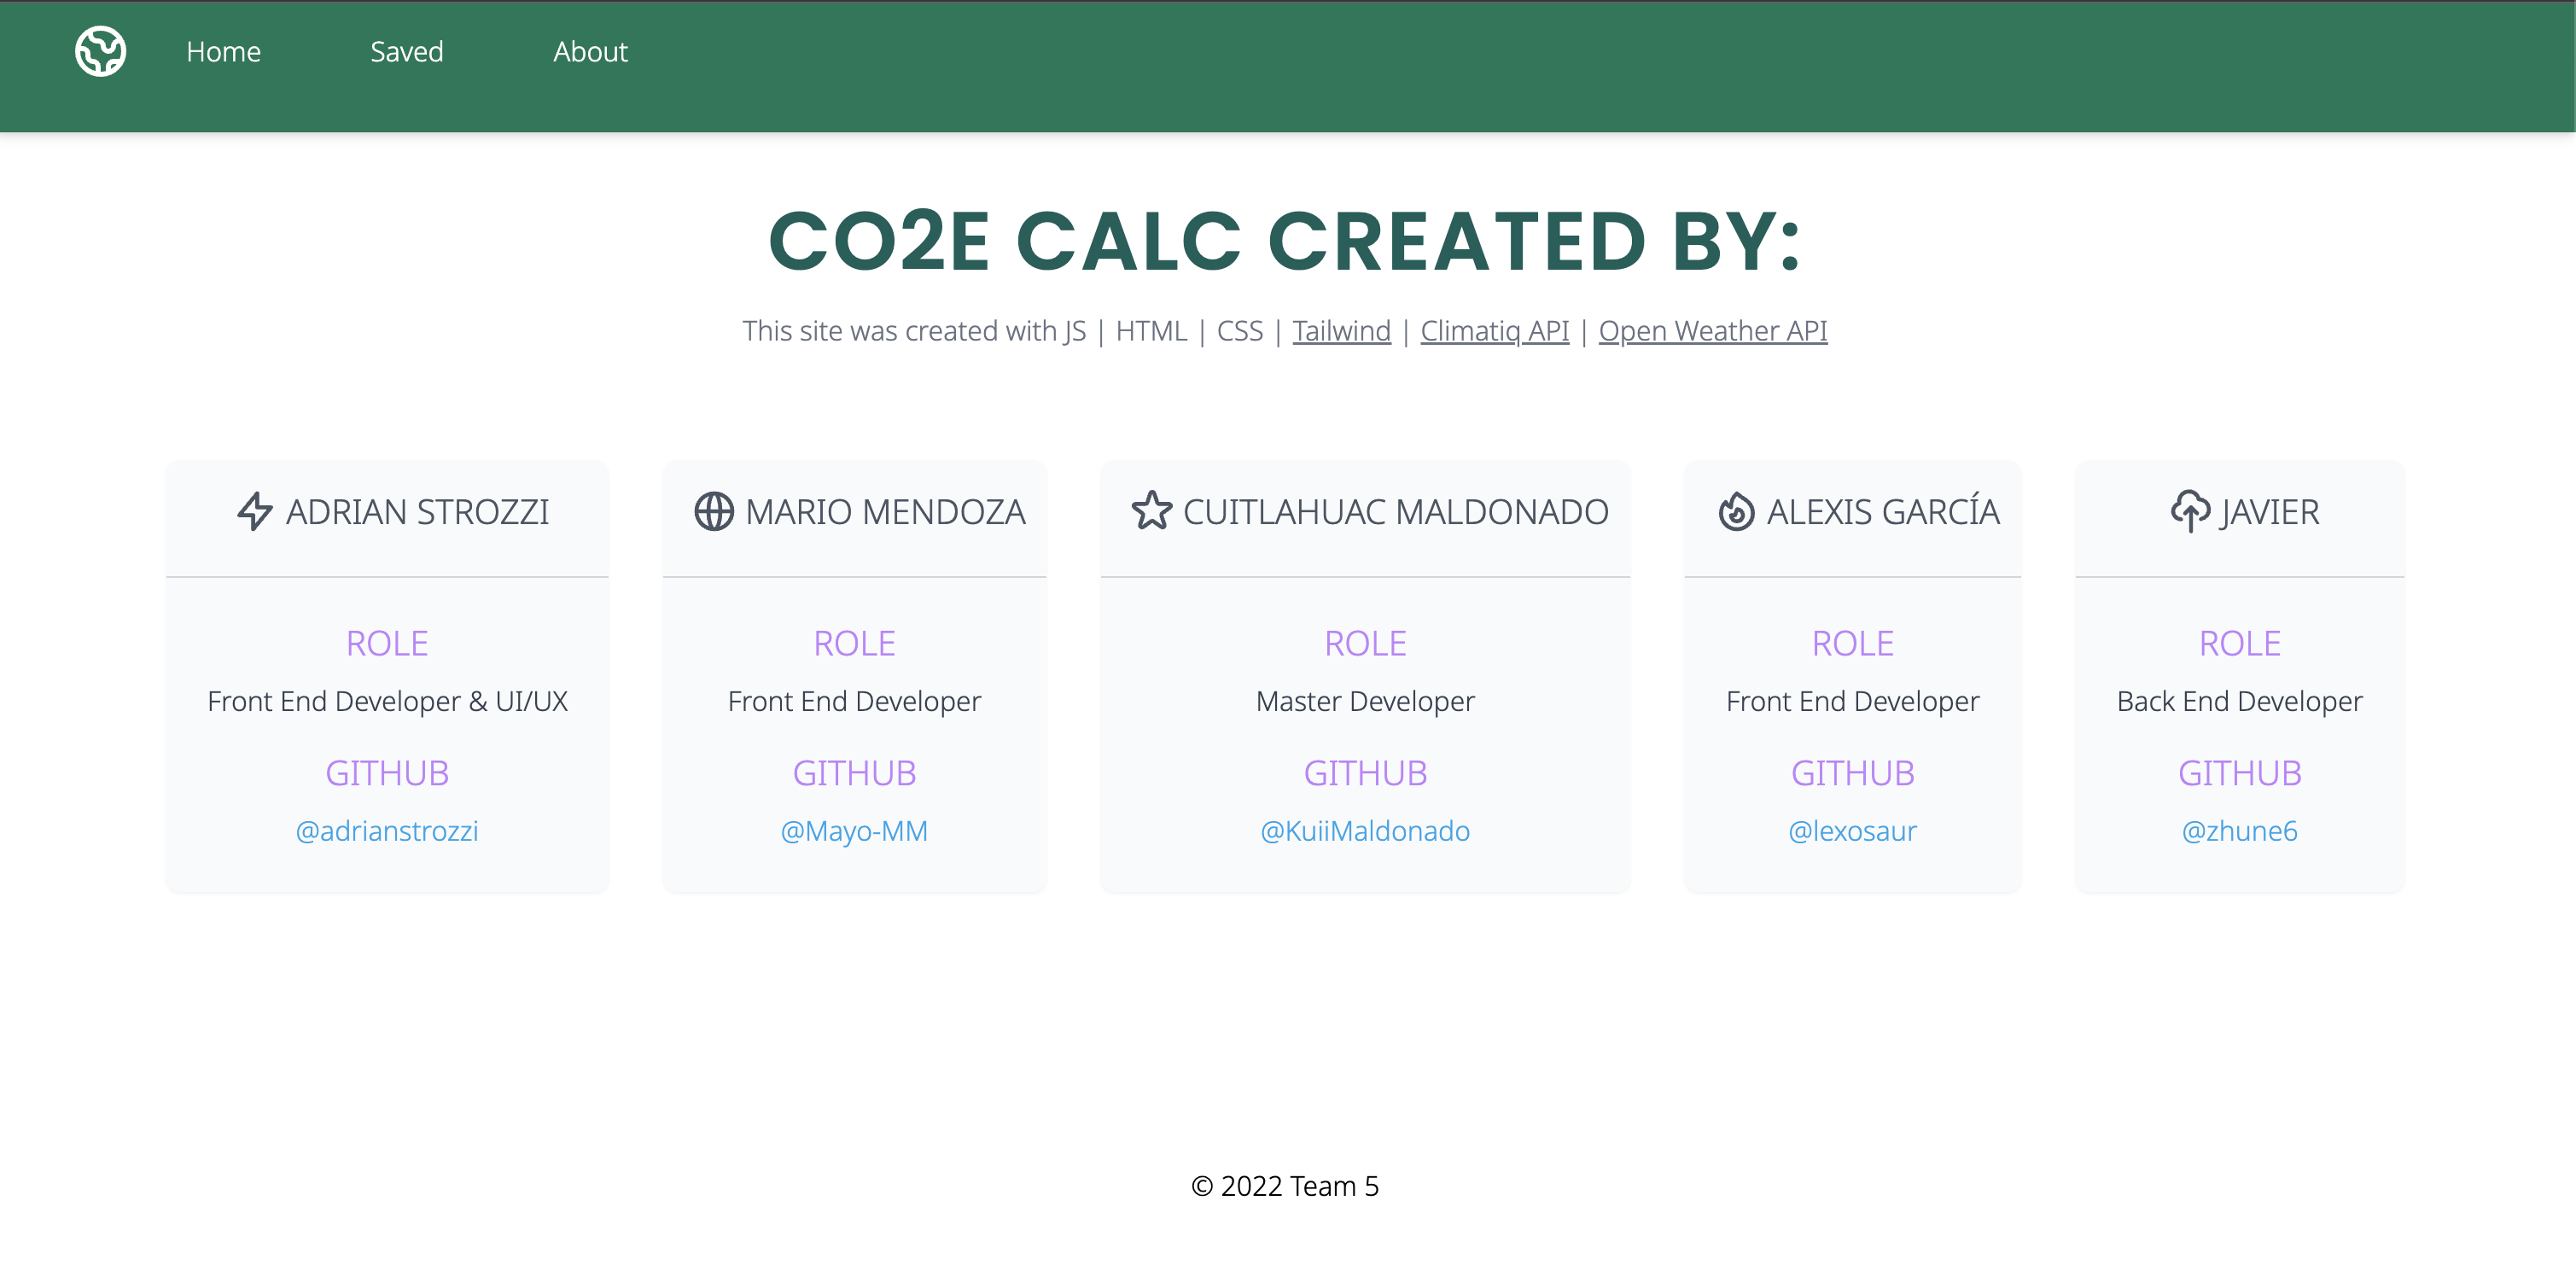 Home Saved About
CO2E CALC CREATED BY:
This site was created with JS | HTML | CSS | Tailwind | Climatiq API | Open Weather API
ADRIAN STROZZI
ROLE
Front End Developer & UI/UX
GITHUB
@adrianstrozzi
MARIO MENDOZA
ROLE
Front End Developer
GITHUB
@Mayo-MM
CUITLAHUAC MALDONADO
ROLE
Master Developer
GITHUB
@KuiiMaldonado
ALEXIS GARCÍA
ROLE
Front End Developer
GITHUB
@lexosaur
JAVIER
ROLE
Back End Developer
GITHUB
@zhune6
© 2022 Team 5